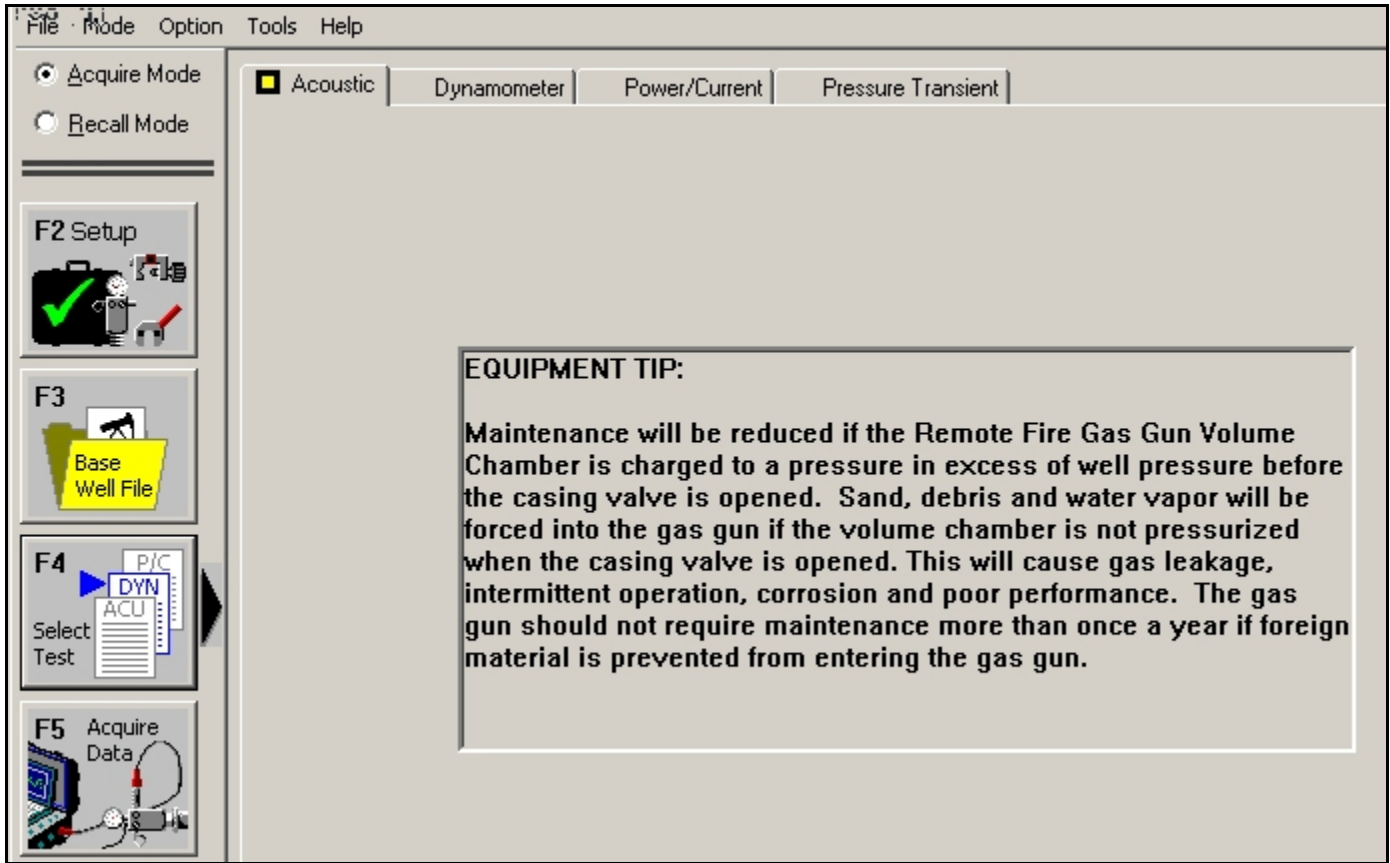 File Mode Option Tools Help
Acquire Mode
Recall Mode
Acoustic Dynamometer Power/Current Pressure Transient
F2 Setup
F3
Base
Well File
F4
P/C
DYN
ACU
Select
Test
F5 Acquire
Data
EQUIPMENT TIP:
Maintenance will be reduced if the Remote Fire Gas Gun Volume
Chamber is charged to a pressure in excess of well pressure before
the casing valve is opened. Sand, debris and water vapor will be
forced into the gas gun if the volume chamber is not pressurized
when the casing valve is opened. This will cause gas leakage,
intermittent operation, corrosion and poor performance. The gas
gun should not require maintenance more than once a year if foreign
material is prevented from entering the gas gun.